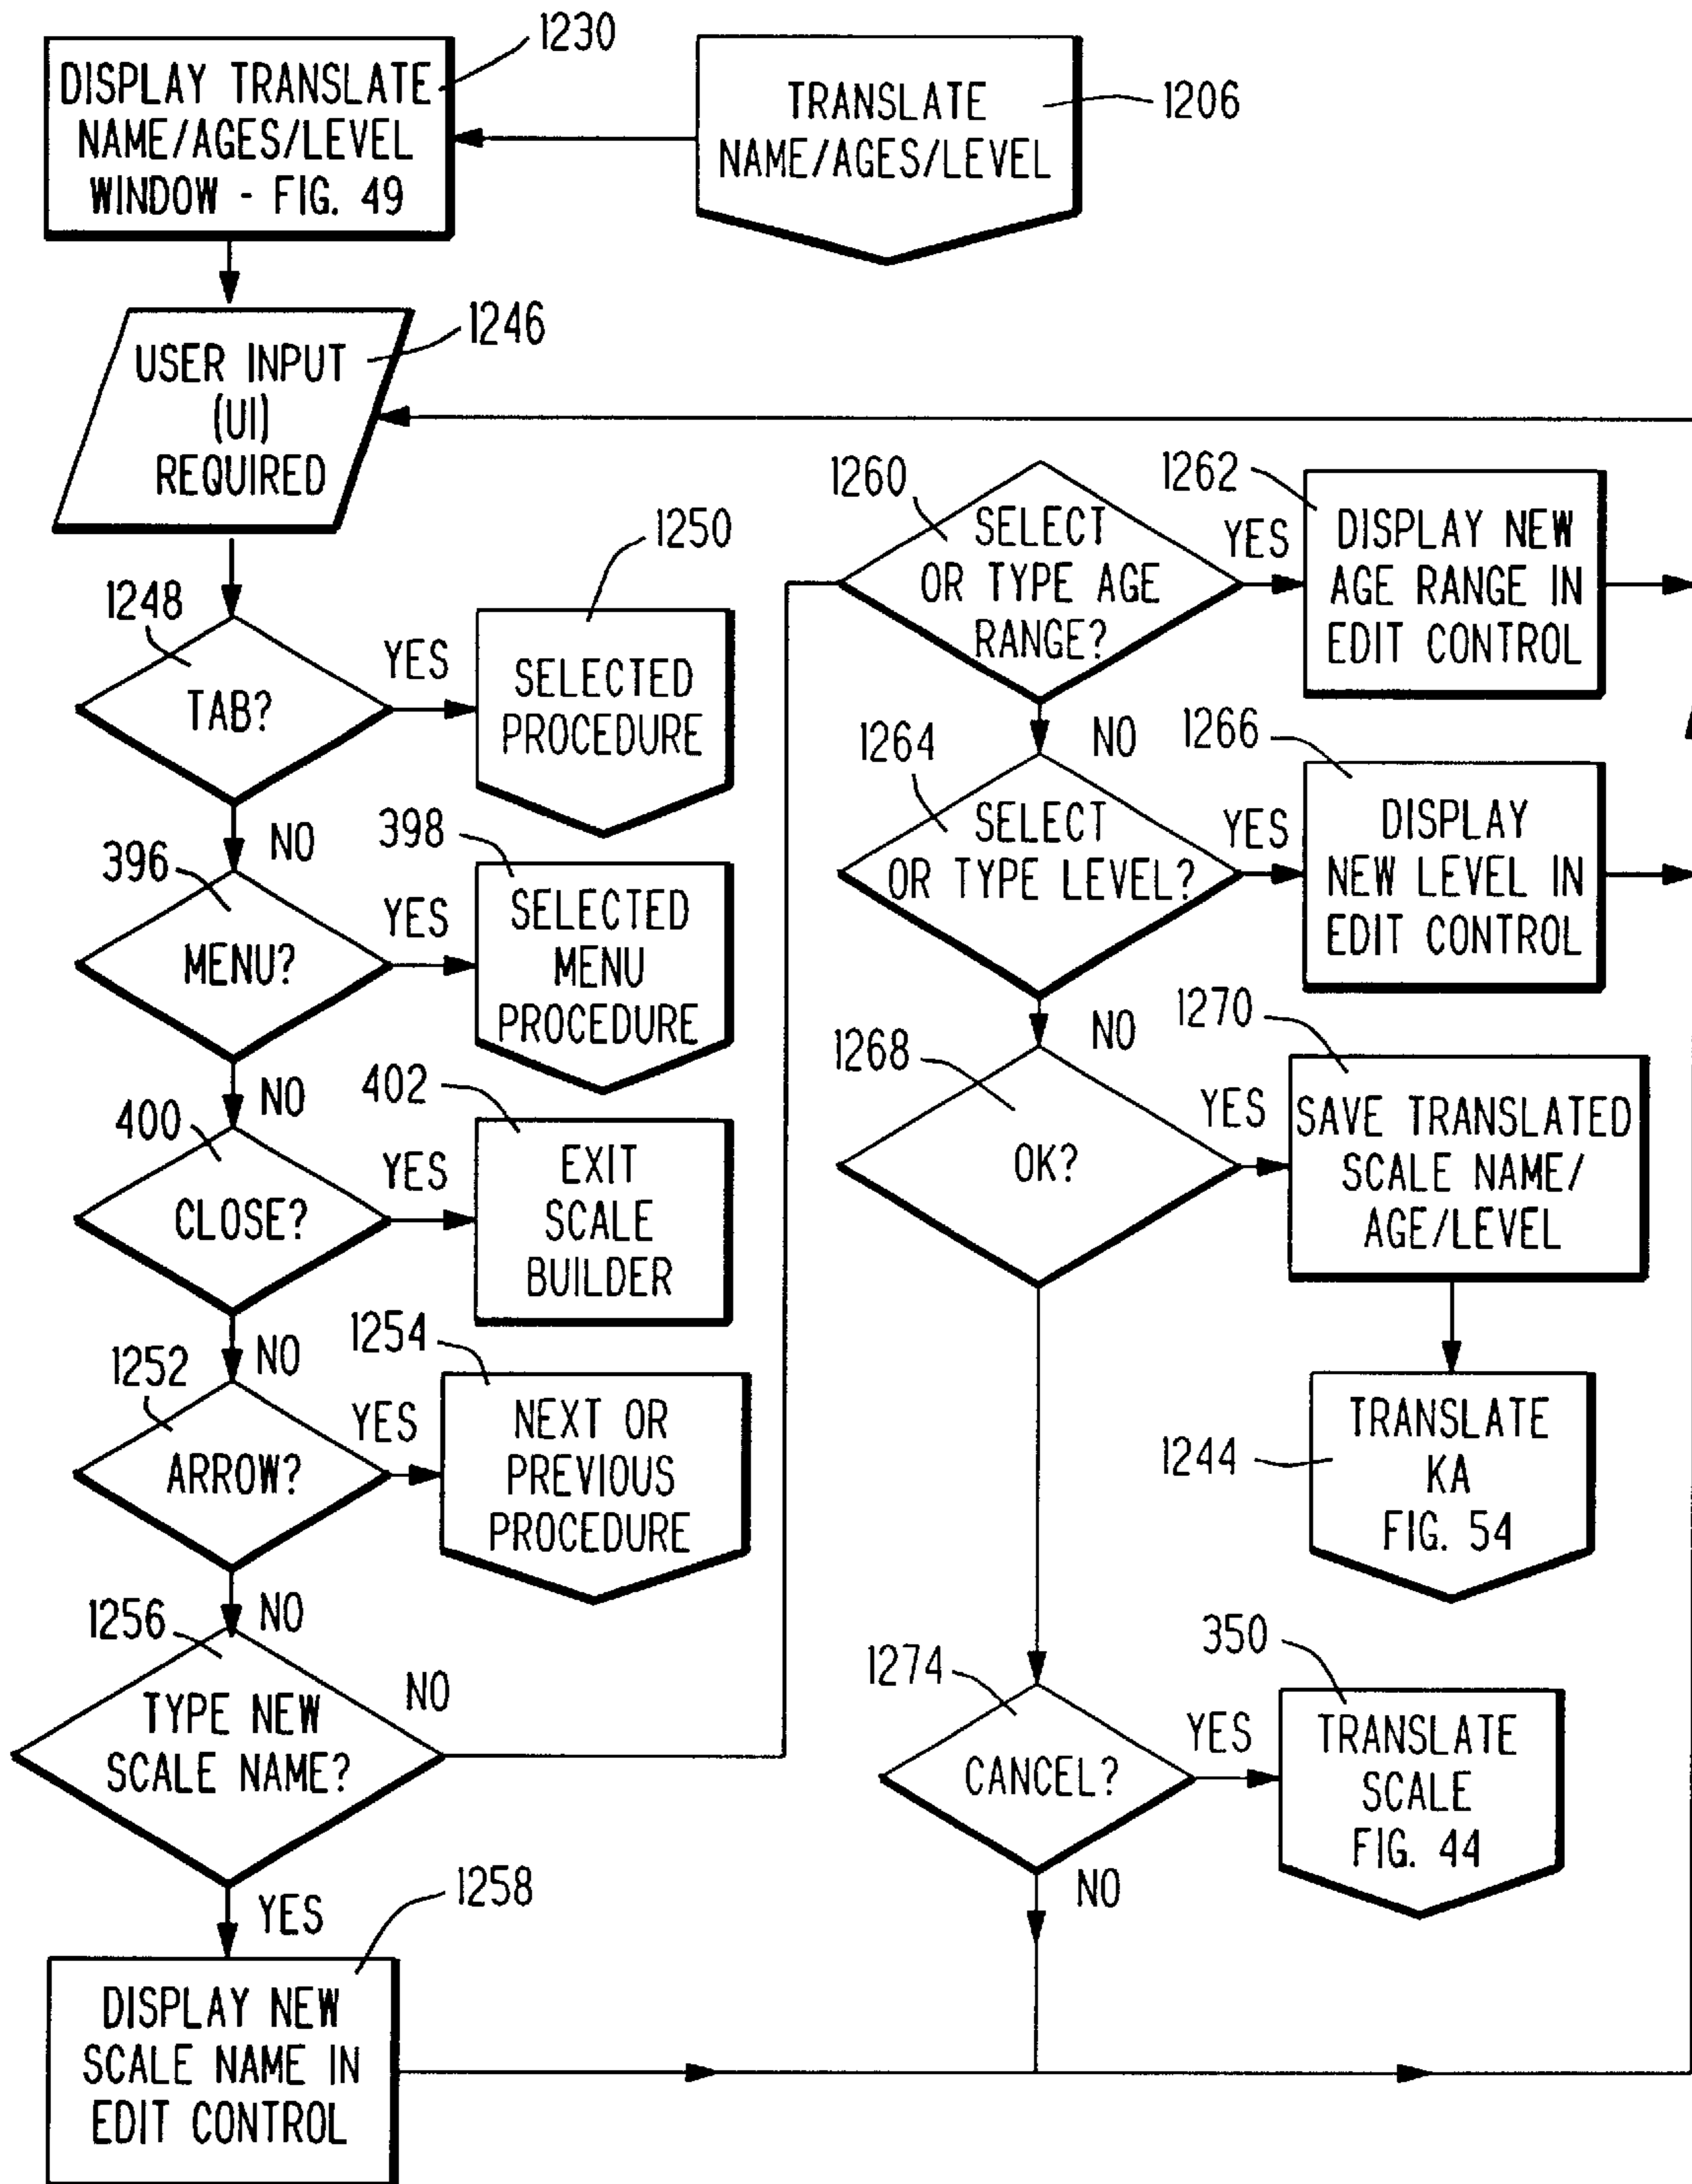 1230
DISPLAY TRANSLATE
NAME/AGES/LEVEL
WINDOW - FIG. 49
TRANSLATE
NAME/AGES/LEVEL
1206
1246
USER INPUT
(UI)
REQUIRED
1248
TAB?
YES
1250
SELECTED
PROCEDURE
NO
396
MENU?
YES
398
SELECTED
MENU
PROCEDURE
NO
400
CLOSE?
YES
402
EXIT
SCALE
BUILDER
NO
1252
ARROW?
YES
1254
NEXT OR
PREVIOUS
PROCEDURE
NO
1256
TYPE NEW
SCALE NAME?
NO
YES
1258
DISPLAY NEW
SCALE NAME IN
EDIT CONTROL
1260
SELECT
OR TYPE AGE
RANGE?
YES
1262
DISPLAY NEW
AGE RANGE IN
EDIT CONTROL
NO
1264
SELECT
OR TYPE LEVEL?
YES
1266
DISPLAY
NEW LEVEL IN
EDIT CONTROL
NO
1268
OK?
YES
1270
SAVE TRANSLATED
SCALE NAME/
AGE/LEVEL
1244
TRANSLATE
KA
FIG. 54
1274
CANCEL?
YES
350
TRANSLATE
SCALE
FIG. 44
NO